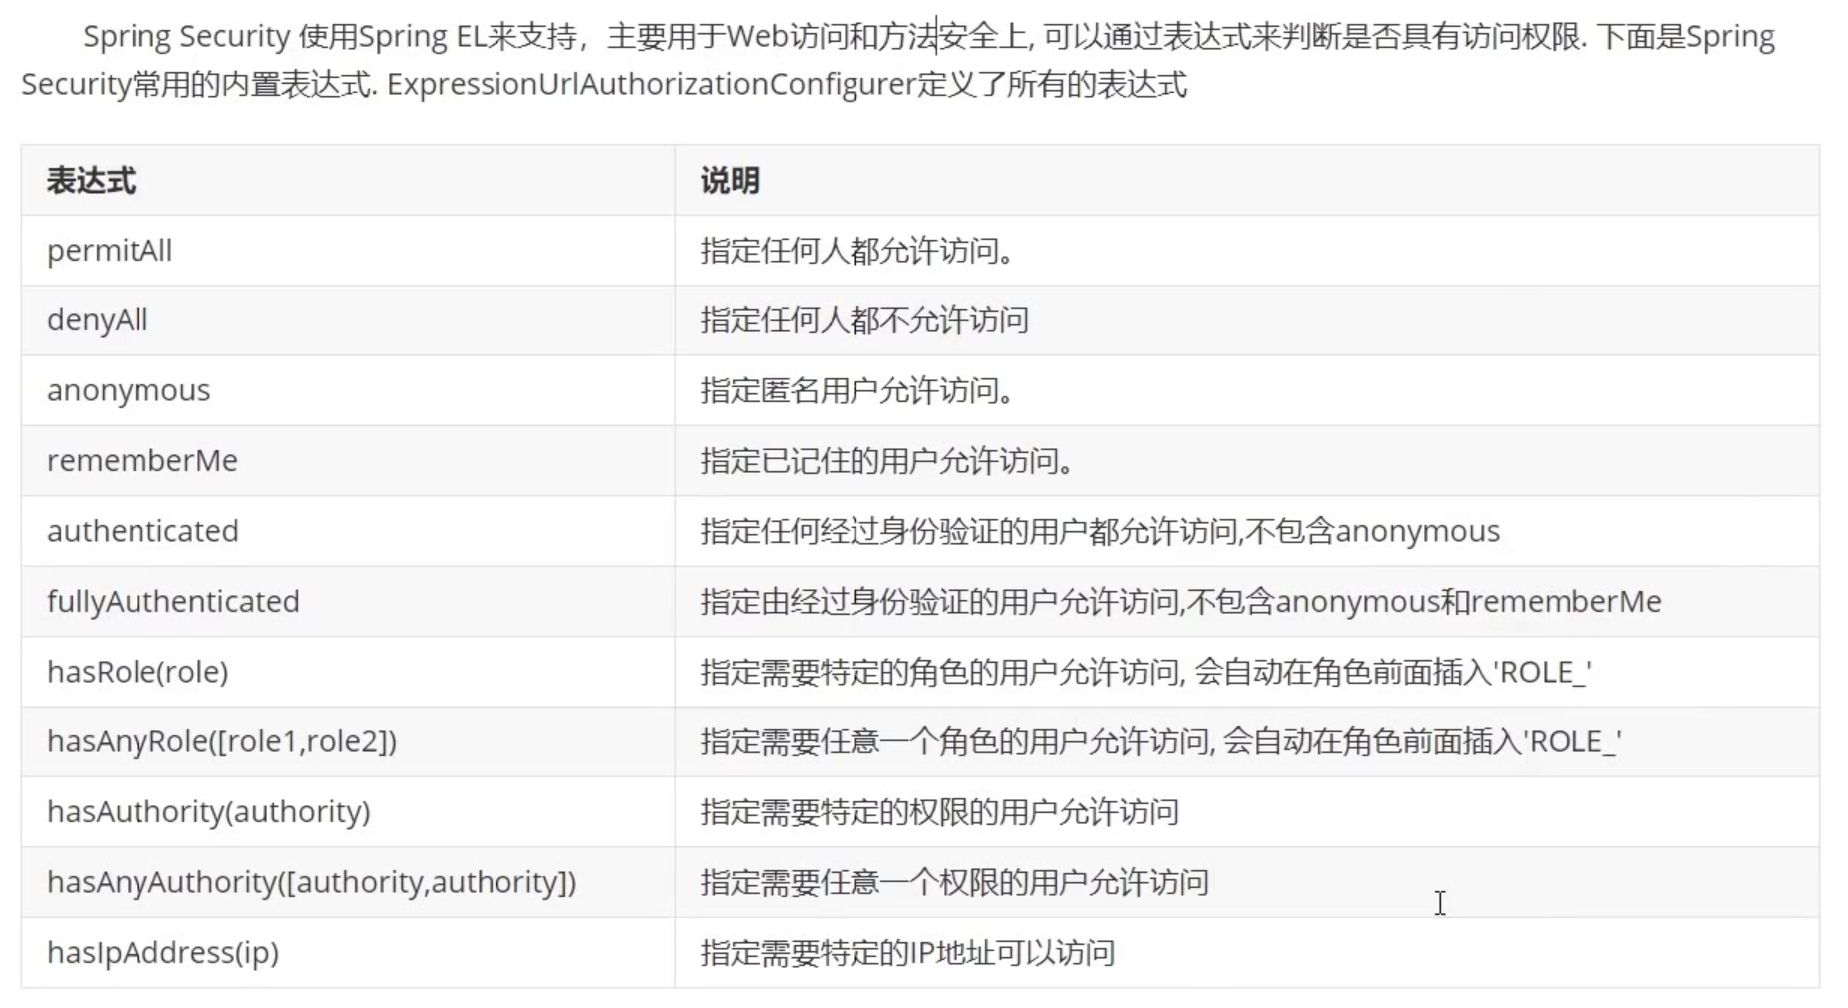 Spring Security 使用Spring EL来支持，主要用于Web访问和方法安全上, 可以通过表达式来判断是否具有访问权限. 下面是Spring
Security常用的内置表达式. ExpressionUrlAuthorizationConfigurer定义了所有的表达式
表达式 说明
permitAll 指定任何人都允许访问。
denyAll 指定任何人都不允许访问
anonymous 指定匿名用户允许访问。
rememberMe 指定已记住的用户允许访问。
authenticated 指定任何经过身份验证的用户都允许访问,不包含anonymous
fullyAuthenticated 指定由经过身份验证的用户允许访问,不包含anonymous和rememberMe
hasRole(role) 指定需要特定的角色的用户允许访问, 会自动在角色前面插入'ROLE_'
hasAnyRole([role1,role2]) 指定需要任意一个角色的用户允许访问, 会自动在角色前面插入'ROLE_'
hasAuthority(authority) 指定需要特定的权限的用户允许访问
hasAnyAuthority([authority,authority]) 指定需要任意一个权限的用户允许访问
hasIpAddress(ip) 指定需要特定的IP地址可以访问